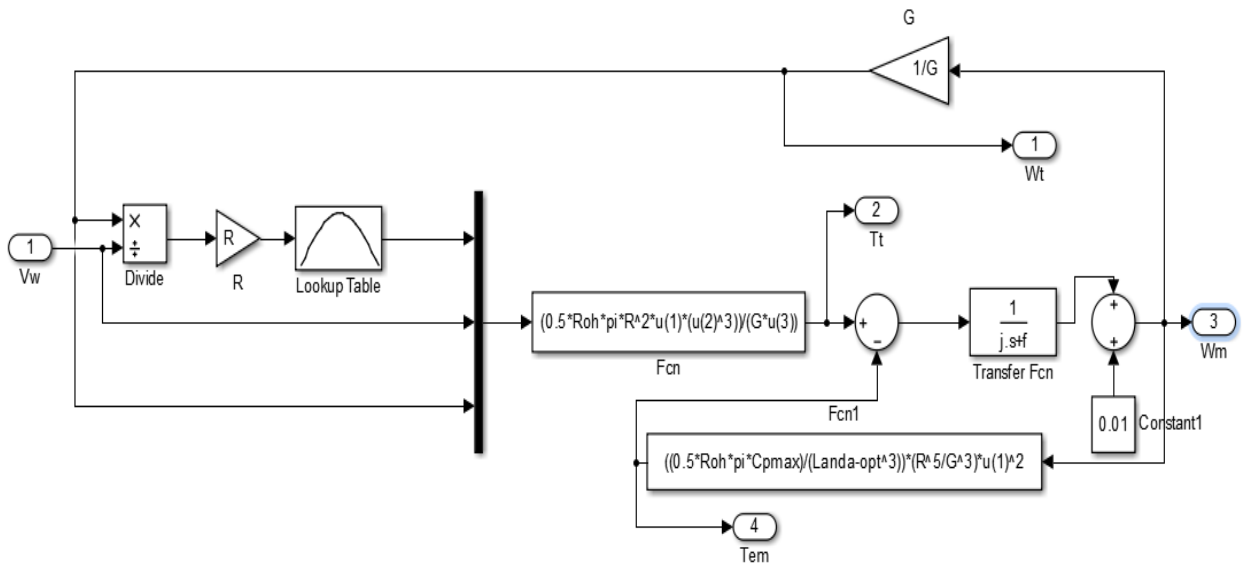 G
1/G
1
Wt
×
÷
Divide
1
Vw
R
R
Lookup Table
2
Tt
(0.5*Roh*pi*R^2*u(1)*(u(2)^3))/(G*u(3))
Fcn
+
−
1
j.s+f
Transfer Fcn
+
+
3
Wm
0.01
Constant1
Fcn1
((0.5*Roh*pi*Cpmax)/(Landa-opt^3))*(R^5/G^3)*u(1)^2
4
Tem